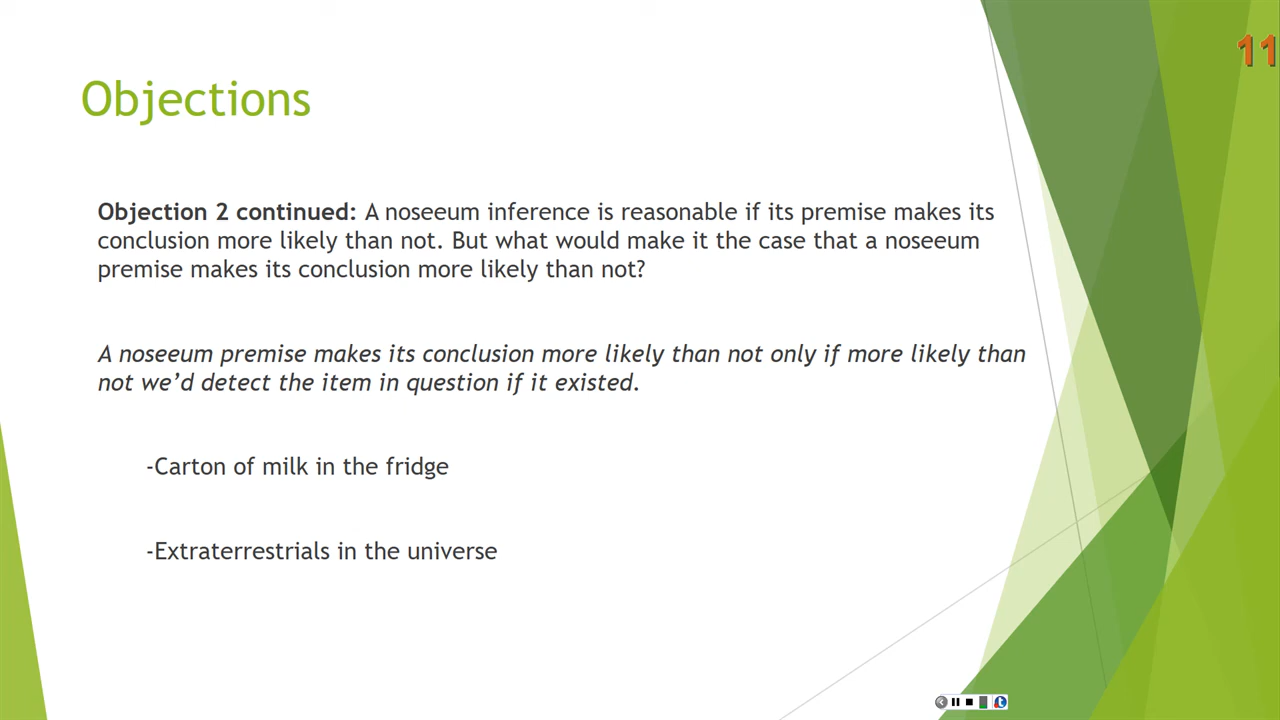 11
Objections
Objection 2 continued: A noseeum inference is reasonable if its premise makes its
conclusion more likely than not. But what would make it the case that a noseeum
premise makes its conclusion more likely than not?
A noseeum premise makes its conclusion more likely than not only if more likely than
not we’d detect the item in question if it existed.
-Carton of milk in the fridge
-Extraterrestrials in the universe